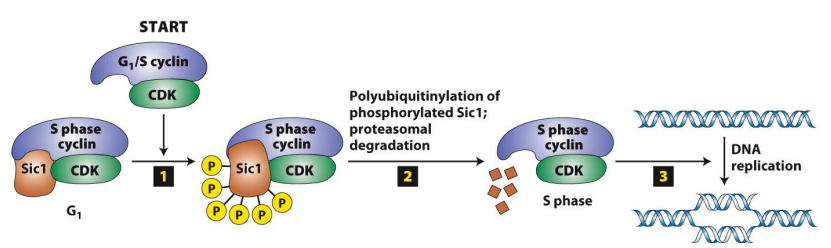 START
G1/S cyclin
CDK
S phase
cyclin
Sic1
CDK
G1
1
S phase
cyclin
Sic1
CDK
P
P
P
P
P
P
Polyubiquitinylation of
phosphorylated Sic1;
proteasomal
degradation
2
S phase
cyclin
CDK
S phase
3
DNA
replication